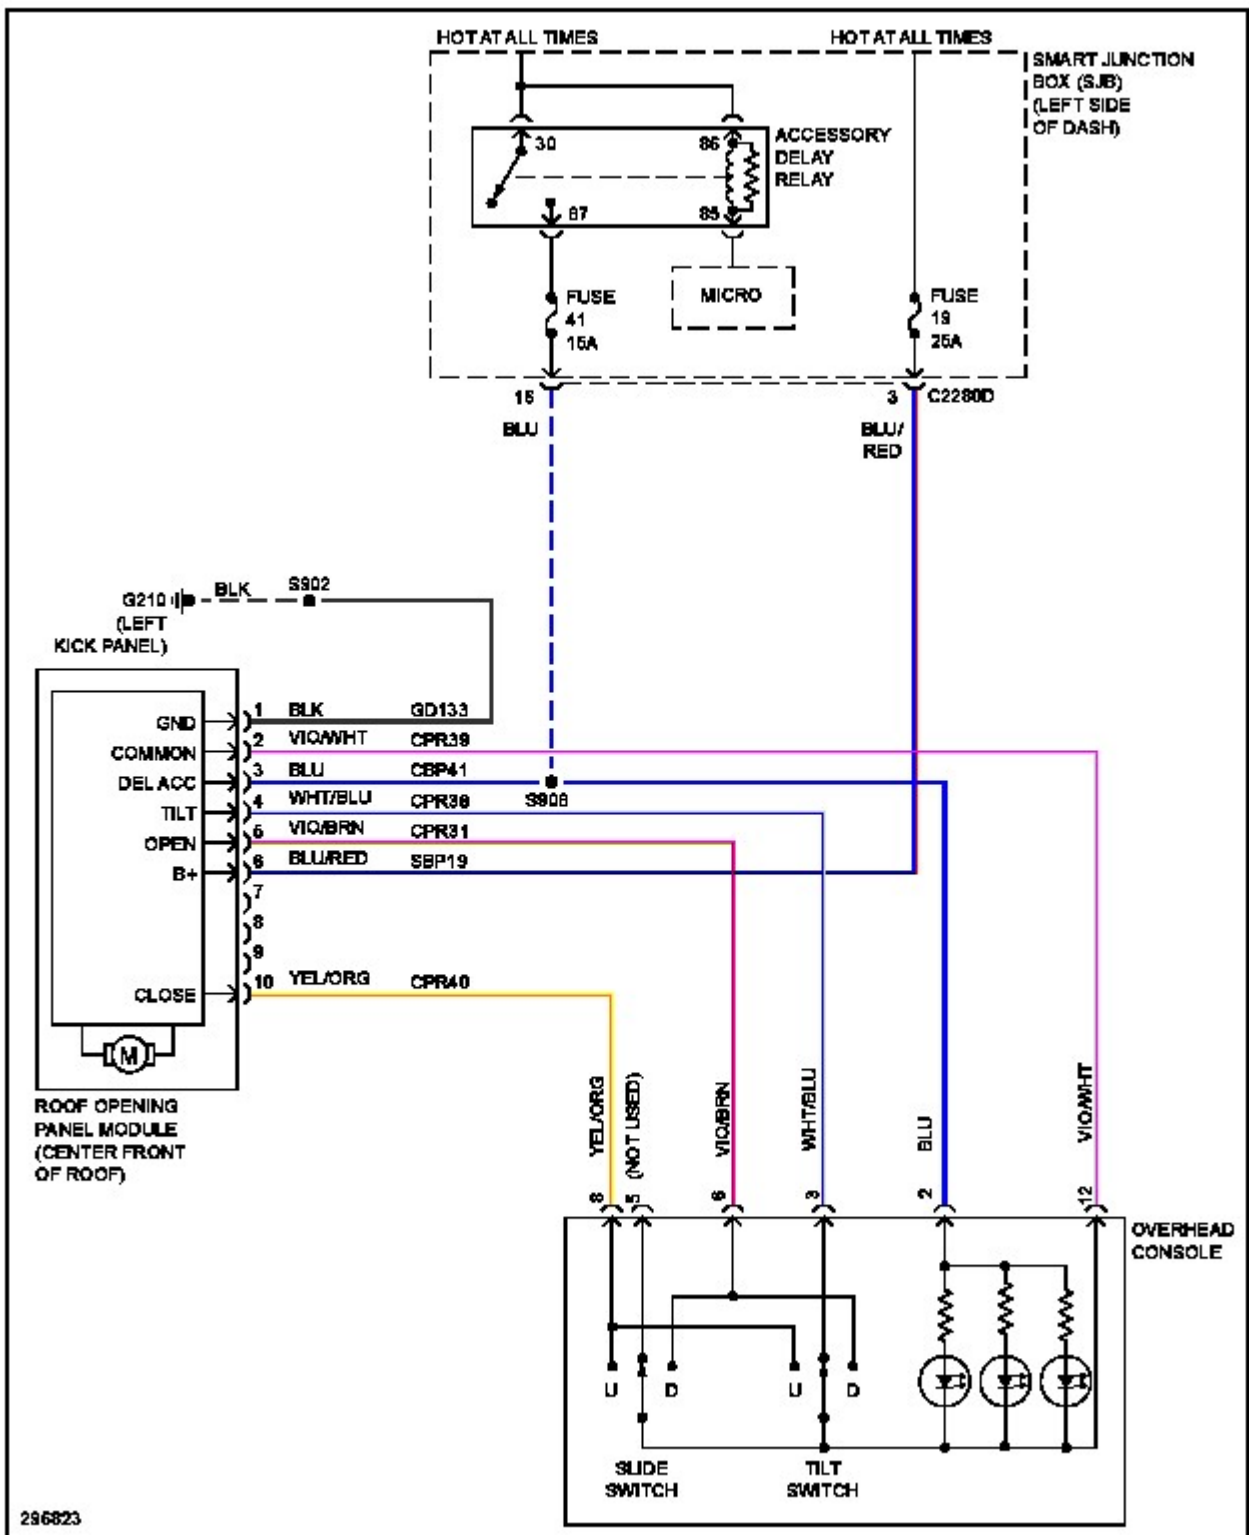 HOT AT ALL TIMES
HOT AT ALL TIMES
SMART JUNCTION
BOX (SJB)
(LEFT SIDE
OF DASH)
30
86
ACCESSORY
DELAY
RELAY
87
85
MICRO
FUSE
41
15A
FUSE
19
25A
16
3
C2280D
BLU
BLU/
RED
G210
BLK
S902
(LEFT
KICK PANEL)
GND
1
BLK
GD133
COMMON
2
VIO/WHT
CPR39
DEL ACC
3
BLU
CBP41
S906
TILT
4
WHT/BLU
CPR38
OPEN
5
VIO/BRN
CPR31
B+
6
BLU/RED
SBP19
7
8
9
CLOSE
10
YEL/ORG
CPR40
M
ROOF OPENING
PANEL MODULE
(CENTER FRONT
OF ROOF)
YEL/ORG
(NOT USED)
VIO/BRN
WHT/BLU
BLU
VIO/WHT
8
5
6
3
2
12
OVERHEAD
CONSOLE
U
D
U
D
SLIDE
SWITCH
TILT
SWITCH
296823